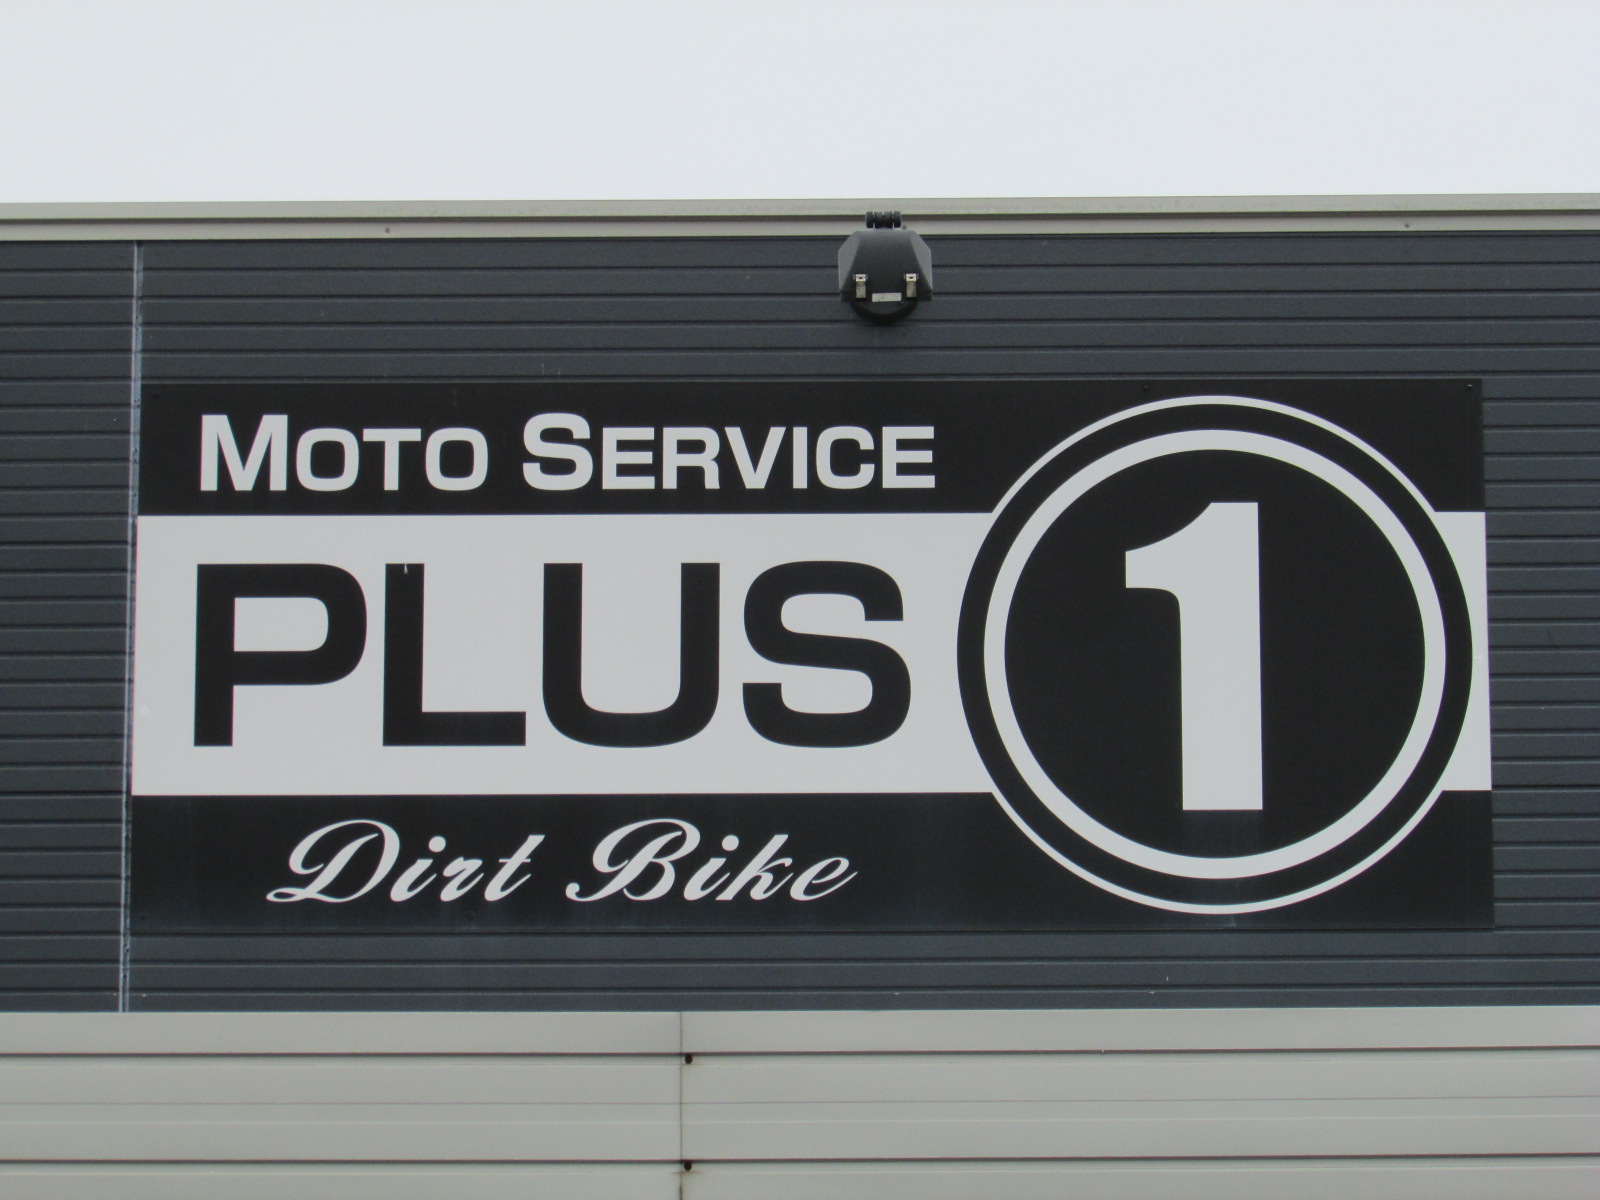 Moto Service
PLUS 1
Dirt Bike